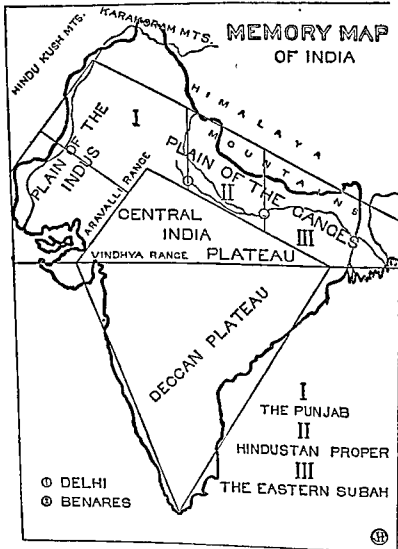 MEMORY MAP
OF INDIA
KARAKORAM MTS.
HINDU KUSH MTS.
HIMALAYA
MOUNTAINS
I
PLAIN OF THE
INDUS
PLAIN OF THE GANGES
II
III
ARAVALLI RANGE
CENTRAL
INDIA
PLATEAU
VINDHYA RANGE
DECCAN PLATEAU
I
THE PUNJAB
II
HINDUSTAN PROPER
III
THE EASTERN SUBAH
① DELHI
② BENARES